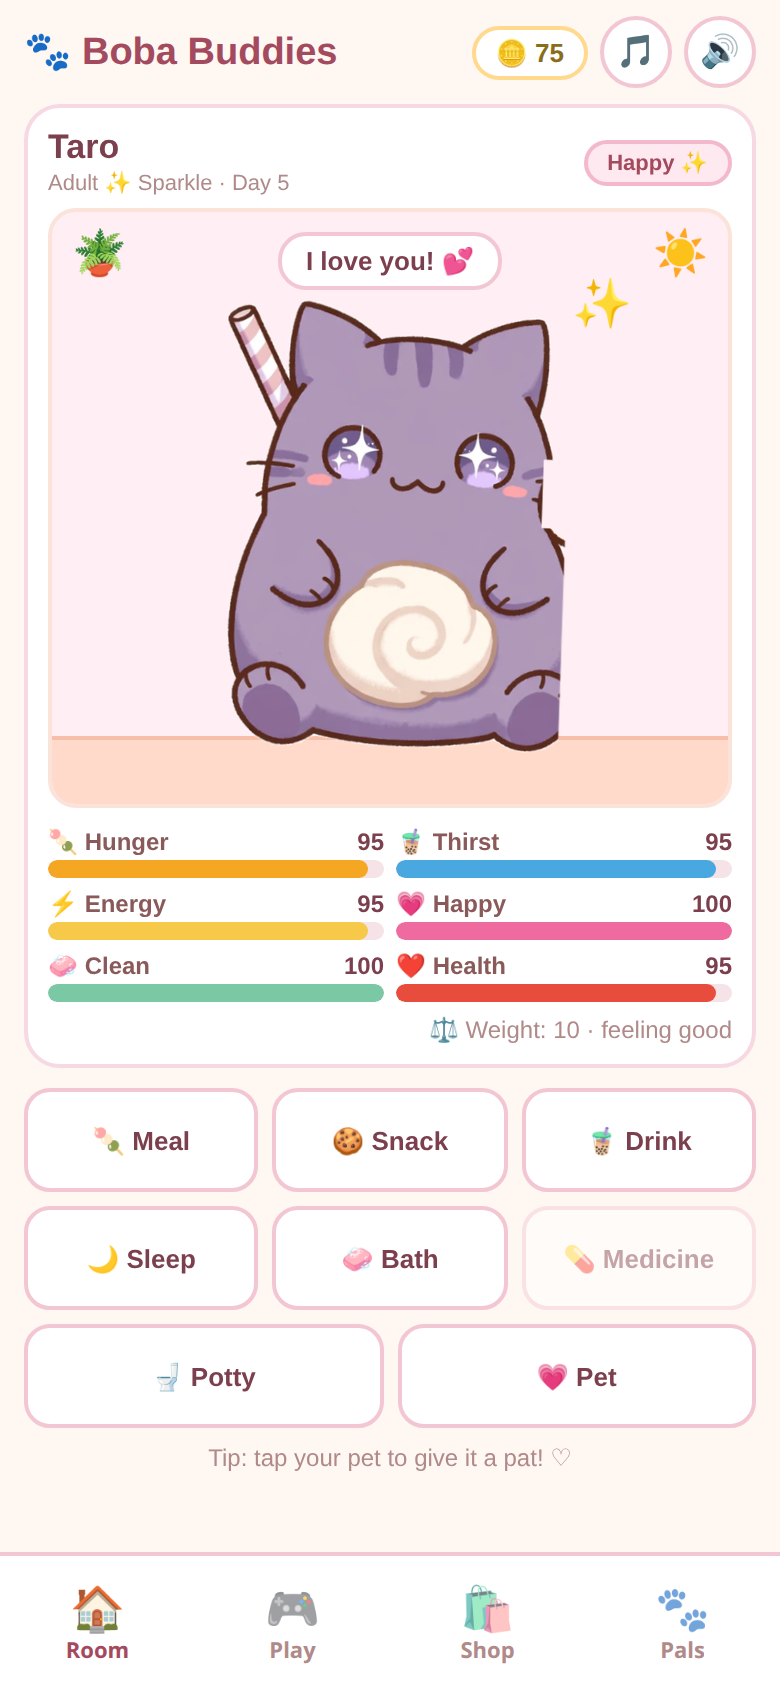 🐾 Boba Buddies
🪙 75
🎵
🔊
Taro
Adult ✨ Sparkle · Day 5
Happy ✨
I love you! 💕
🍡 Hunger 95
🧋 Thirst 95
⚡ Energy 95
💗 Happy 100
🧼 Clean 100
❤️ Health 95
⚖️ Weight: 10 · feeling good
🍡 Meal
🍪 Snack
🧋 Drink
🌙 Sleep
🧼 Bath
💊 Medicine
🚽 Potty
💗 Pet
Tip: tap your pet to give it a pat! ♡
Room
Play
Shop
Pals